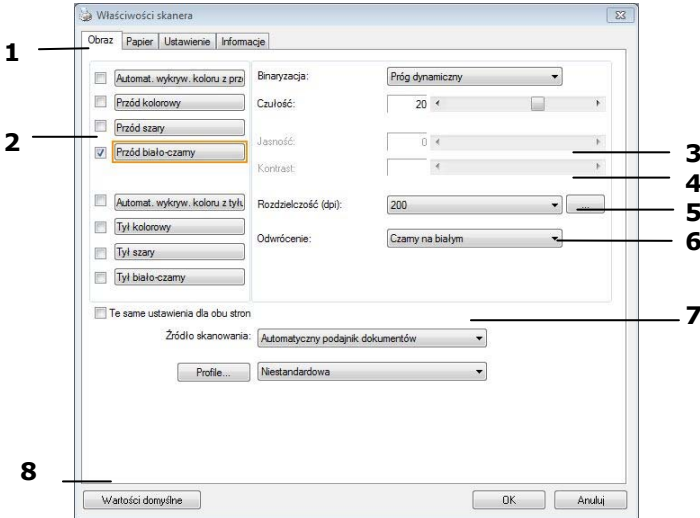 Właściwości skanera
Obraz Papier Ustawienie Informacje
1
Automat. wykryw. koloru z prz
Binaryzacja: Próg dynamiczny
Przód kolorowy
Czułość: 20
Przód szary
2
Jasność: 0
3
Przód biało-czarny
Kontrast:
4
Automat. wykryw. koloru z tyłu
Rozdzielczość (dpi): 200 ...
5
Tył kolorowy
Odwrócenie: Czarny na białym
6
Tył szary
Tył biało-czarny
Te same ustawienia dla obu stron
7
Źródło skanowania: Automatyczny podajnik dokumentów
Profile... Niestandardowa
8
Wartości domyślne OK Anuluj